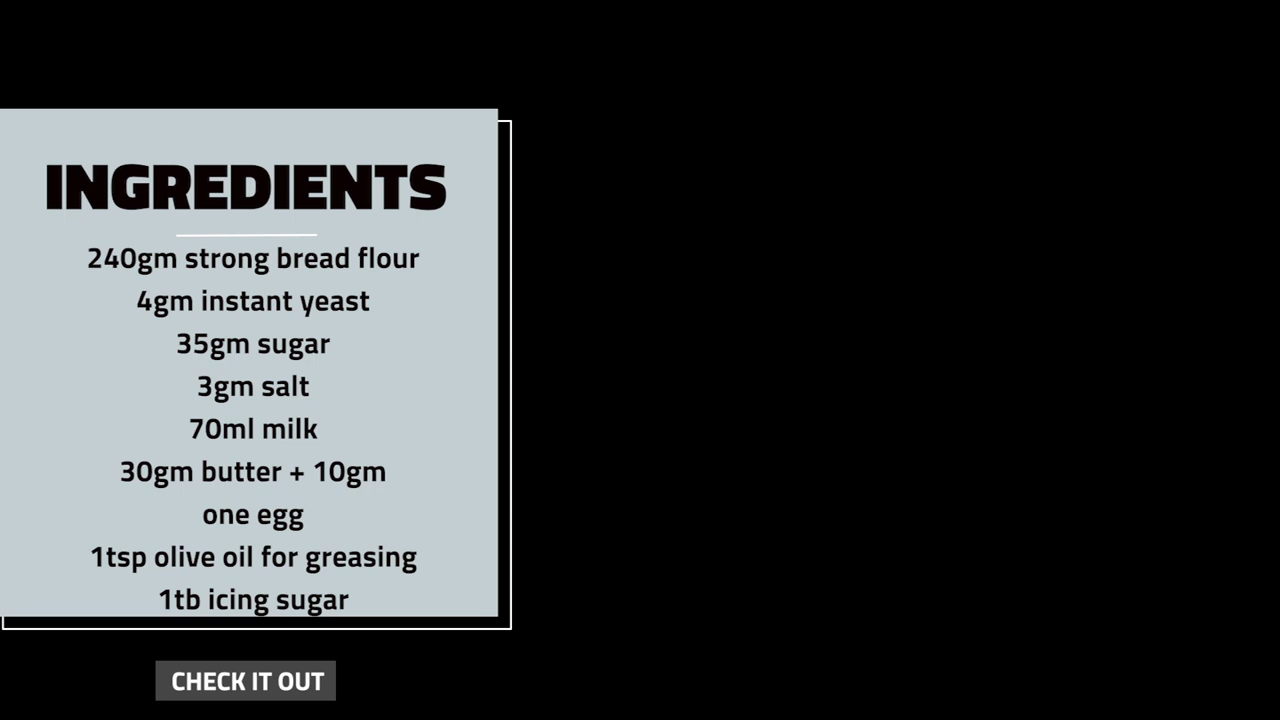 INGREDIENTS
240gm strong bread flour
4gm instant yeast
35gm sugar
3gm salt
70ml milk
30gm butter + 10gm
one egg
1tsp olive oil for greasing
1tb icing sugar
CHECK IT OUT